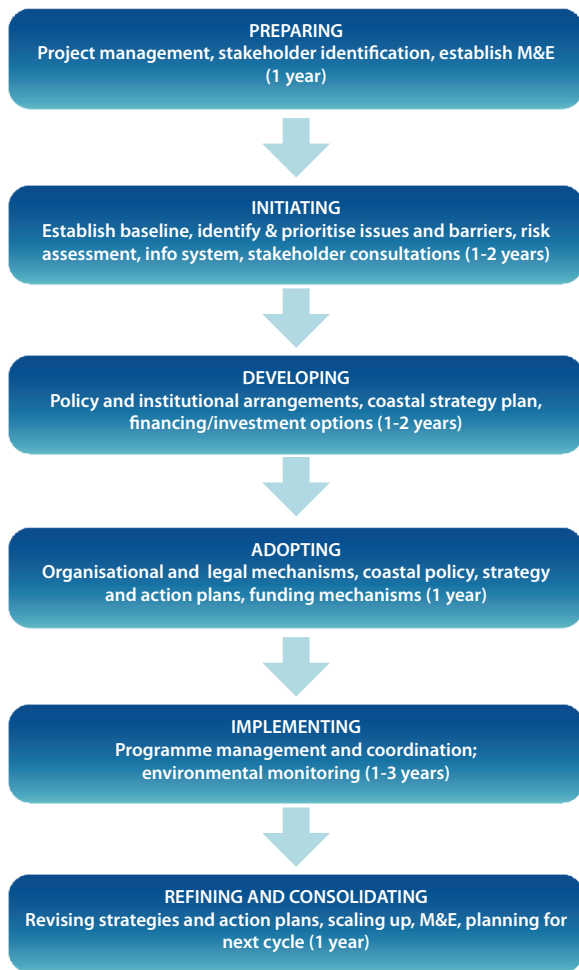 PREPARING
Project management, stakeholder identification, establish M&E
(1 year)
INITIATING
Establish baseline, identify & prioritise issues and barriers, risk
assessment, info system, stakeholder consultations (1-2 years)
DEVELOPING
Policy and institutional arrangements, coastal strategy plan,
financing/investment options (1-2 years)
ADOPTING
Organisational and legal mechanisms, coastal policy, strategy
and action plans, funding mechanisms (1 year)
IMPLEMENTING
Programme management and coordination;
environmental monitoring (1-3 years)
REFINING AND CONSOLIDATING
Revising strategies and action plans, scaling up, M&E, planning for
next cycle (1 year)